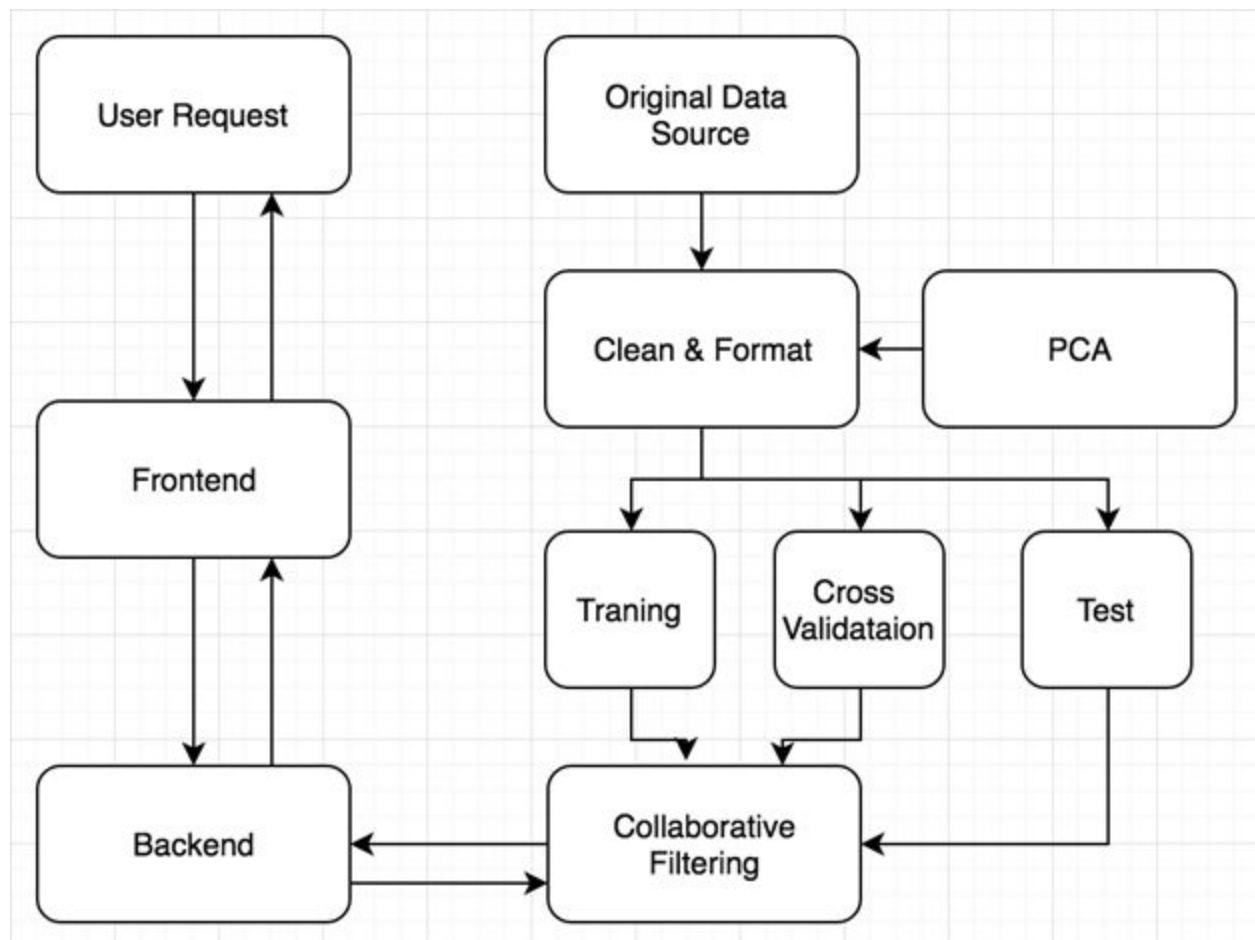 User Request
Original Data
Source
Clean & Format
PCA
Frontend
Traning
Cross
Validataion
Test
Backend
Collaborative
Filtering